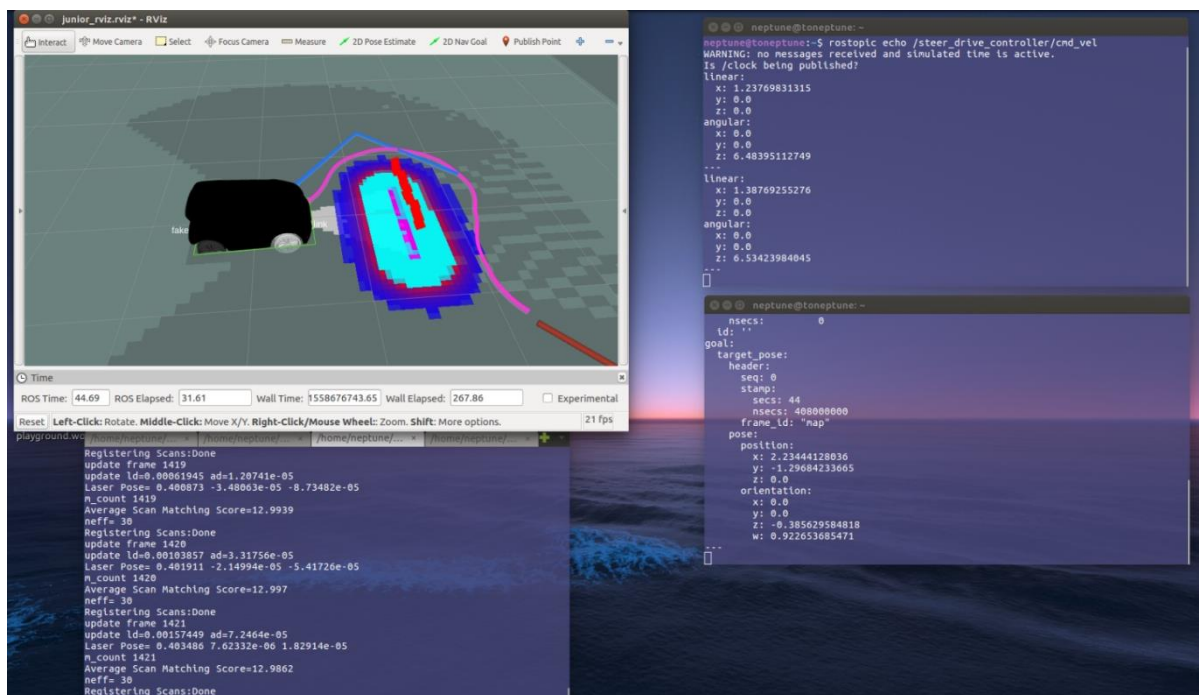 junior_rviz.rviz* - RViz
Interact Move Camera Select Focus Camera Measure 2D Pose Estimate 2D Nav Goal Publish Point
fake
link
Time
ROS Time: 44.69 ROS Elapsed: 31.61 Wall Time: 1558676743.65 Wall Elapsed: 267.86 Experimental
Reset Left-Click: Rotate. Middle-Click: Move X/Y. Right-Click/Mouse Wheel:: Zoom. Shift: More options. 21 fps
playground.wo /home/neptune/... × /home/neptune/... × /home/neptune/... × /home/neptune/... ×
Registering Scans:Done
update frame 1419
update ld=0.00061945 ad=1.20741e-05
Laser Pose= 0.400873 -3.48063e-05 -8.73482e-05
m_count 1419
Average Scan Matching Score=12.9939
neff= 30
Registering Scans:Done
update frame 1420
update ld=0.00103857 ad=3.31756e-05
Laser Pose= 0.401911 -2.14994e-05 -5.41726e-05
m_count 1420
Average Scan Matching Score=12.997
neff= 30
Registering Scans:Done
update frame 1421
update ld=0.00157449 ad=7.2464e-05
Laser Pose= 0.403486 7.62332e-06 1.82914e-05
m_count 1421
Average Scan Matching Score=12.9862
neff= 30
Registering Scans:Done
neptune@toneptune: ~
neptune@toneptune:~$ rostopic echo /steer_drive_controller/cmd_vel
WARNING: no messages received and simulated time is active.
Is /clock being published?
linear:
x: 1.23769831315
y: 0.0
z: 0.0
angular:
x: 0.0
y: 0.0
z: 6.48395112749
---
linear:
x: 1.38769255276
y: 0.0
z: 0.0
angular:
x: 0.0
y: 0.0
z: 6.53423984045
---
neptune@toneptune: ~
nsecs: 0
id: ''
goal:
target_pose:
header:
seq: 0
stamp:
secs: 44
nsecs: 408000000
frame_id: "map"
pose:
position:
x: 2.23444128036
y: -1.29684233665
z: 0.0
orientation:
x: 0.0
y: 0.0
z: -0.385629584818
w: 0.922653685471
---